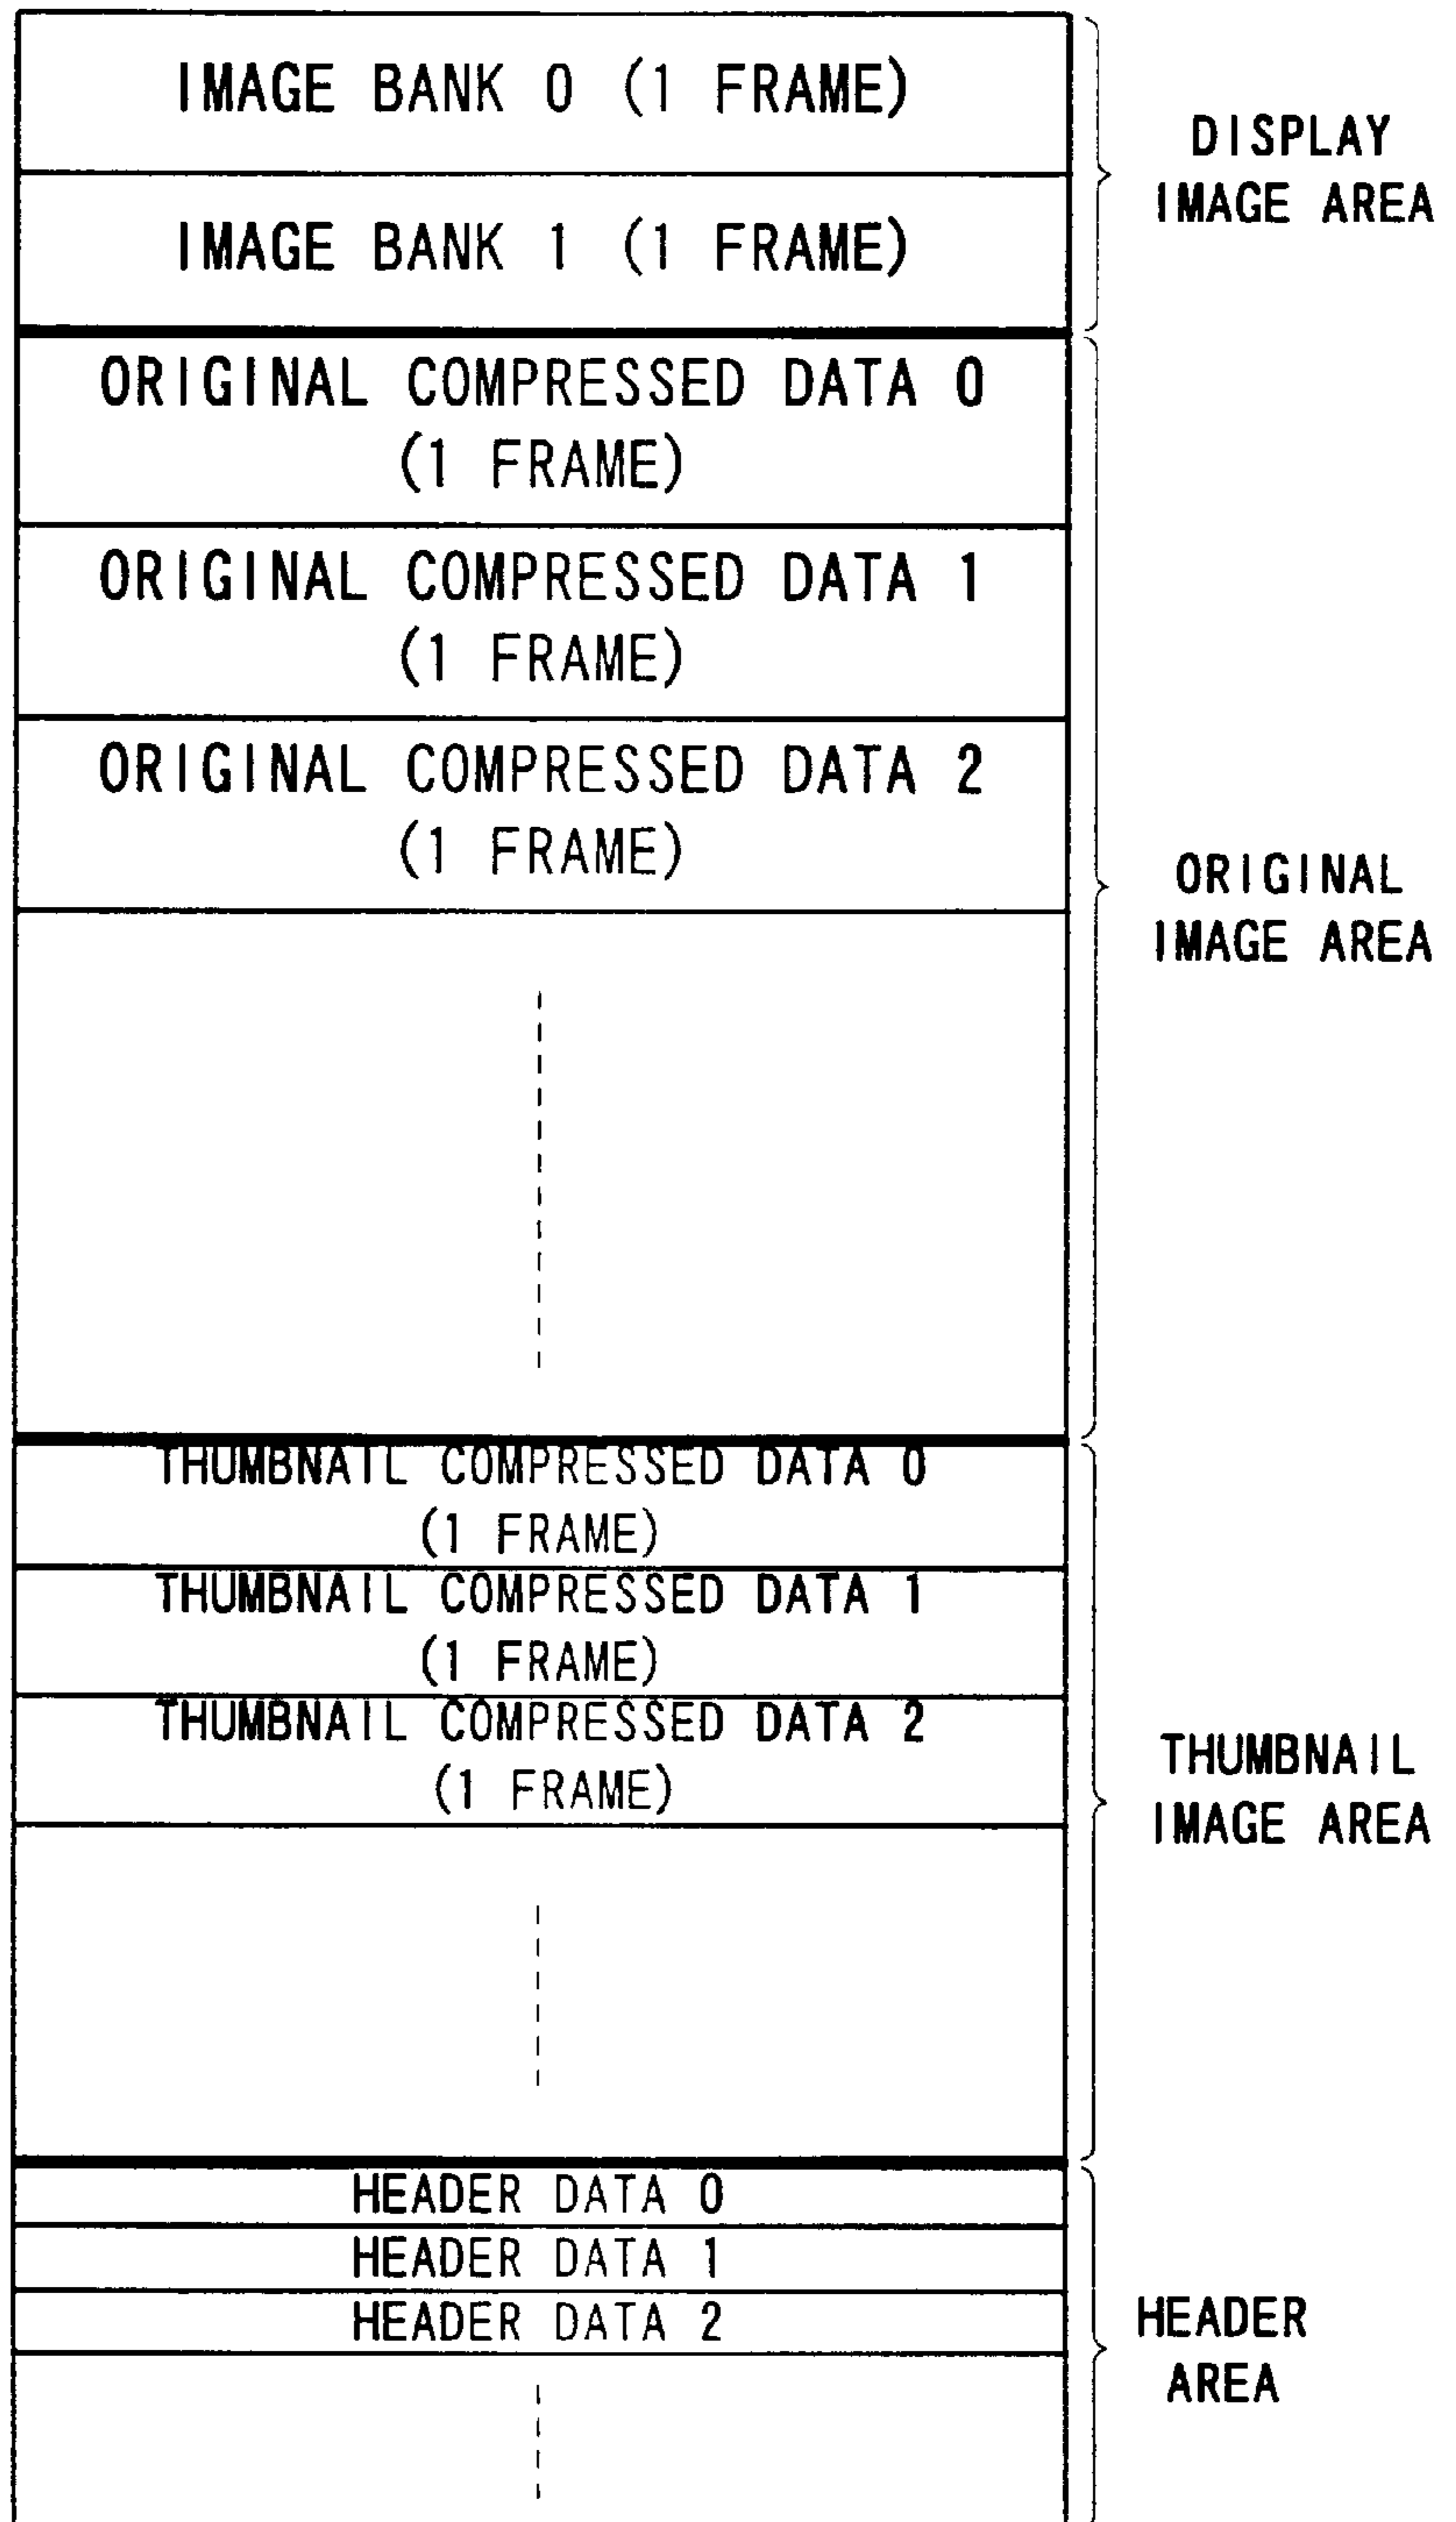 IMAGE BANK 0 (1 FRAME)
IMAGE BANK 1 (1 FRAME)
DISPLAY
IMAGE AREA
ORIGINAL COMPRESSED DATA 0
(1 FRAME)
ORIGINAL COMPRESSED DATA 1
(1 FRAME)
ORIGINAL COMPRESSED DATA 2
(1 FRAME)
ORIGINAL
IMAGE AREA
THUMBNAIL COMPRESSED DATA 0
(1 FRAME)
THUMBNAIL COMPRESSED DATA 1
(1 FRAME)
THUMBNAIL COMPRESSED DATA 2
(1 FRAME)
THUMBNAIL
IMAGE AREA
HEADER DATA 0
HEADER DATA 1
HEADER DATA 2
HEADER
AREA